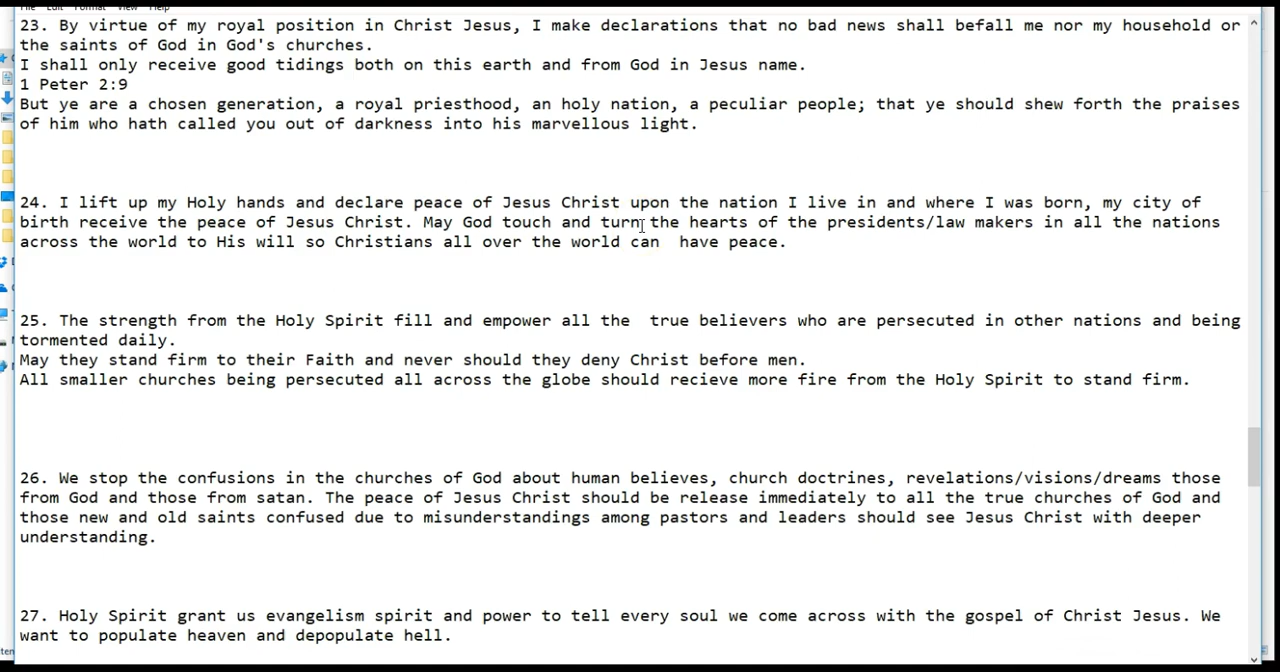 File Edit Format View Help
23. By virtue of my royal position in Christ Jesus, I make declarations that no bad news shall befall me nor my household or
the saints of God in God's churches.
I shall only receive good tidings both on this earth and from God in Jesus name.
1 Peter 2:9
But ye are a chosen generation, a royal priesthood, an holy nation, a peculiar people; that ye should shew forth the praises
of him who hath called you out of darkness into his marvellous light.
24. I lift up my Holy hands and declare peace of Jesus Christ upon the nation I live in and where I was born, my city of
birth receive the peace of Jesus Christ. May God touch and turn the hearts of the presidents/law makers in all the nations
across the world to His will so Christians all over the world can  have peace.
25. The strength from the Holy Spirit fill and empower all the  true believers who are persecuted in other nations and being
tormented daily.
May they stand firm to their Faith and never should they deny Christ before men.
All smaller churches being persecuted all across the globe should recieve more fire from the Holy Spirit to stand firm.
26. We stop the confusions in the churches of God about human believes, church doctrines, revelations/visions/dreams those
from God and those from satan. The peace of Jesus Christ should be release immediately to all the true churches of God and
those new and old saints confused due to misunderstandings among pastors and leaders should see Jesus Christ with deeper
understanding.
27. Holy Spirit grant us evangelism spirit and power to tell every soul we come across with the gospel of Christ Jesus. We
want to populate heaven and depopulate hell.